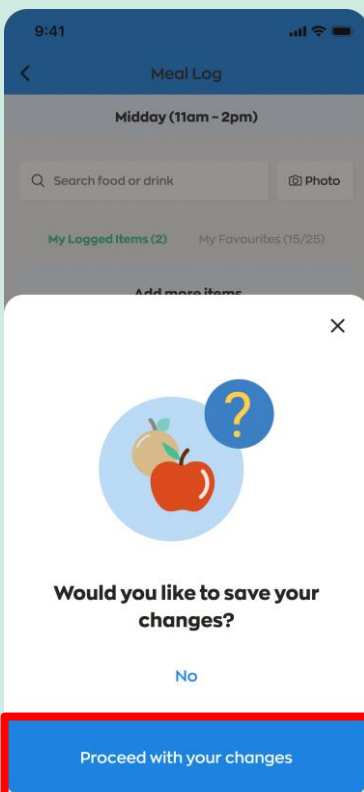 9:41
Meal Log
Midday (11am - 2pm)
Search food or drink
Photo
My Logged Items (2) My Favourites (15/25)
Add more items
?
Would you like to save your
changes?
No
Proceed with your changes